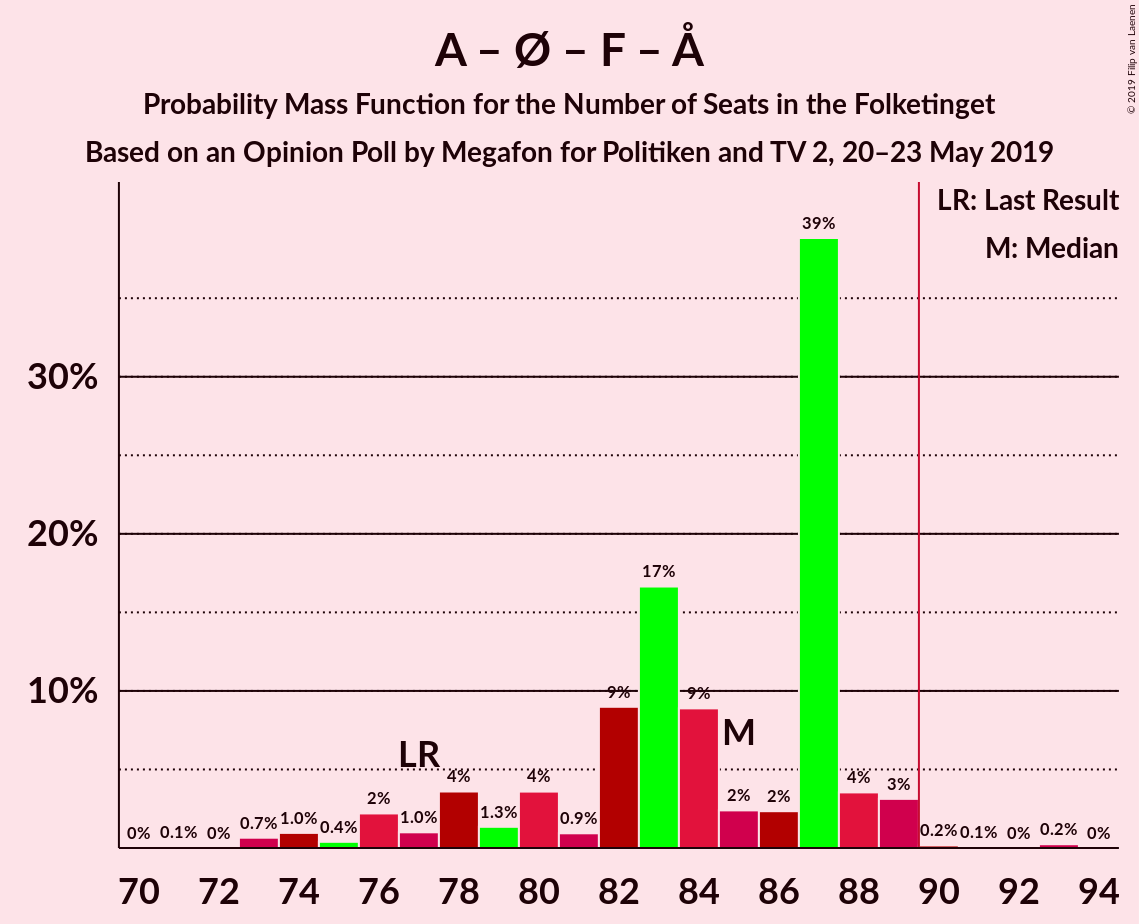 A – Ø – F – Å
Probability Mass Function for the Number of Seats in the Folketinget
Based on an Opinion Poll by Megafon for Politiken and TV 2, 20–23 May 2019
© 2019 Filip van Laenen
LR: Last Result
M: Median
39%
30%
17%
20%
10%
9% 9%
M
LR
4% 4% 4% 3%
2% 2% 2%
0% 0.1% 0% 0.7% 1.0% 0.4% 1.0% 1.3% 0.9% 0.2% 0.1% 0% 0.2% 0%
70 72 74 76 78 80 82 84 86 88 90 92 94